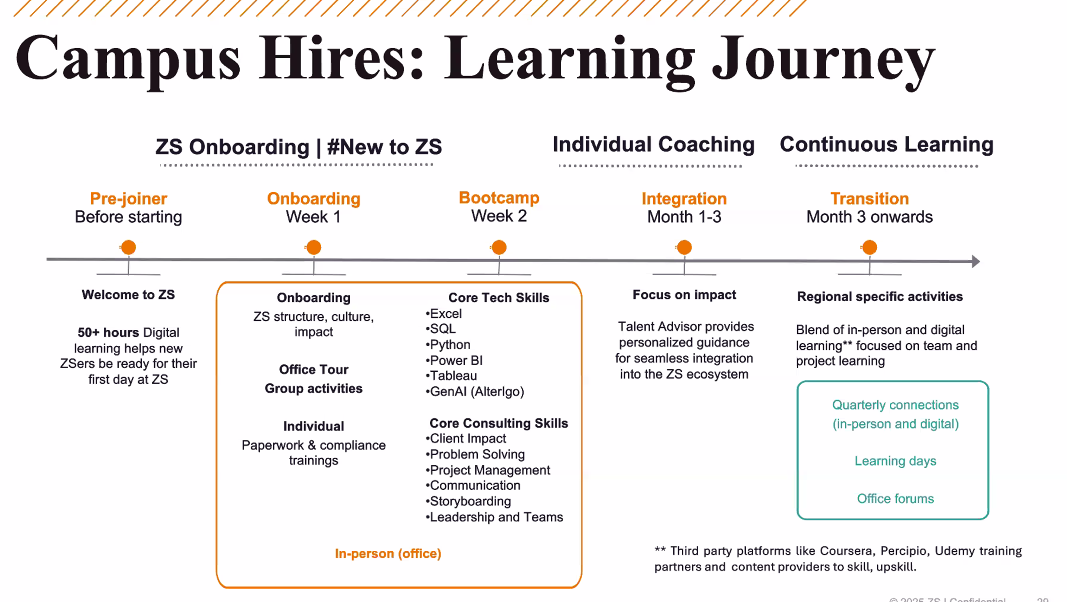 Campus Hires: Learning Journey
ZS Onboarding | #New to ZS
Individual Coaching
Continuous Learning
Pre-joiner
Before starting
Onboarding
Week 1
Bootcamp
Week 2
Integration
Month 1-3
Transition
Month 3 onwards
Welcome to ZS
50+ hours Digital
learning helps new
ZSers be ready for their
first day at ZS
Onboarding
ZS structure, culture,
impact
Office Tour
Group activities
Individual
Paperwork & compliance
trainings
Core Tech Skills
•Excel
•SQL
•Python
•Power BI
•Tableau
•GenAI (AlterIgo)
Core Consulting Skills
•Client Impact
•Problem Solving
•Project Management
•Communication
•Storyboarding
•Leadership and Teams
In-person (office)
Focus on impact
Talent Advisor provides
personalized guidance
for seamless integration
into the ZS ecosystem
Regional specific activities
Blend of in-person and digital
learning** focused on team and
project learning
Quarterly connections
(in-person and digital)
Learning days
Office forums
** Third party platforms like Coursera, Percipio, Udemy training
partners and content providers to skill, upskill.
© 2025 ZS | Confidential